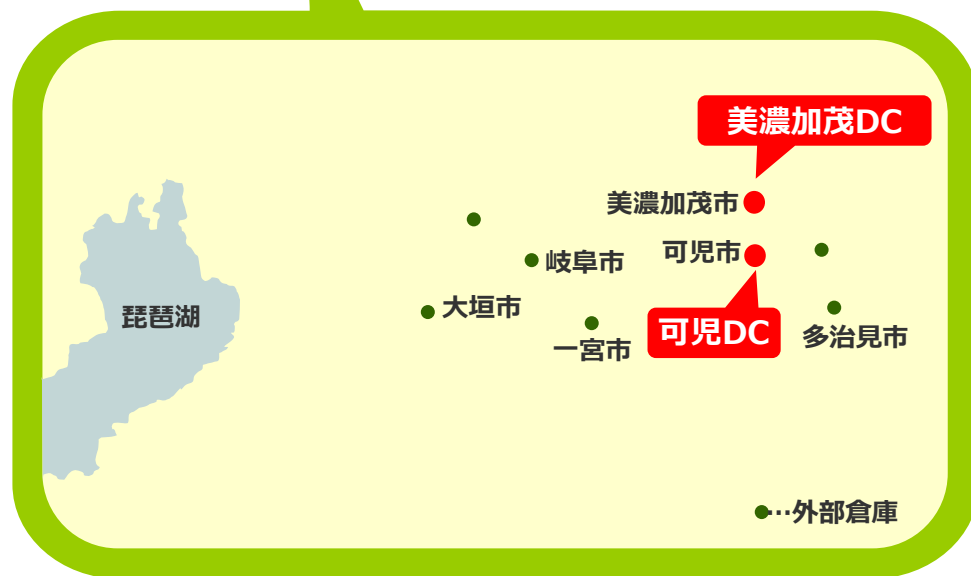 美濃加茂DC
美濃加茂市
可児市
岐阜市
大垣市
琵琶湖
可児DC
多治見市
一宮市
●…外部倉庫